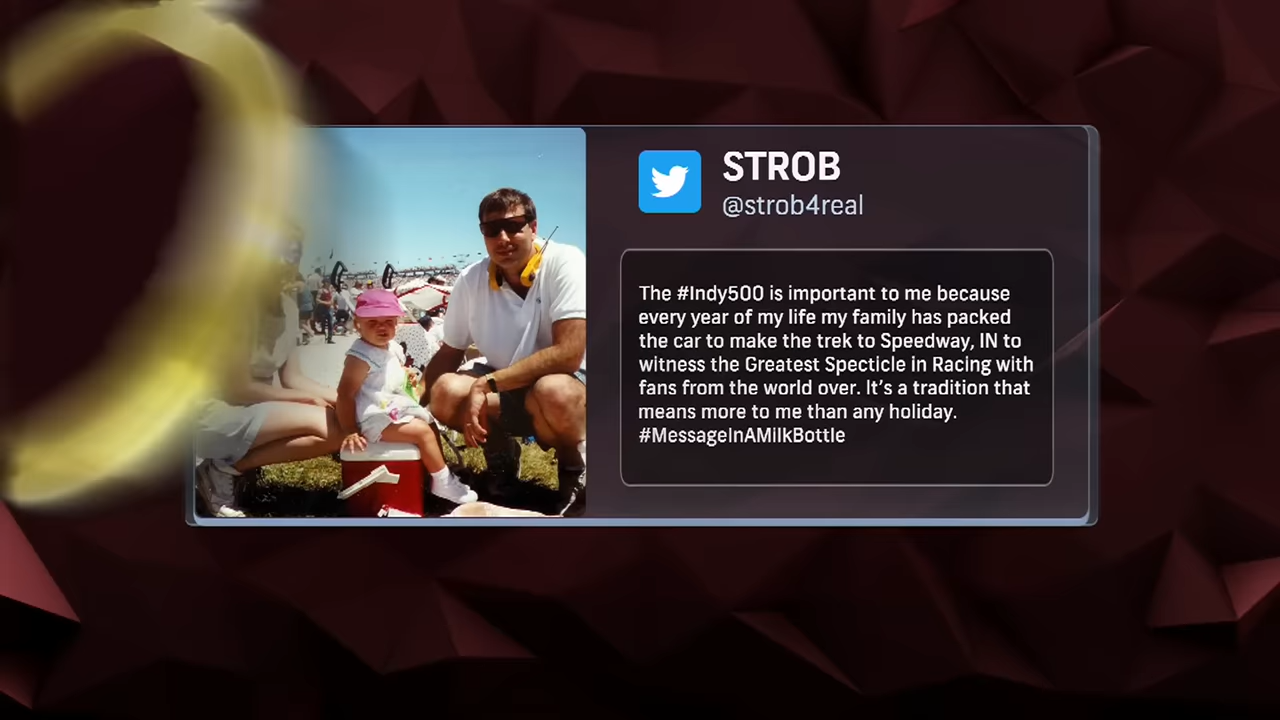 STROB
@strob4real
The #Indy500 is important to me because
every year of my life my family has packed
the car to make the trek to Speedway, IN to
witness the Greatest Specticle in Racing with
fans from the world over. It's a tradition that
means more to me than any holiday.
#MessageInAMilkBottle